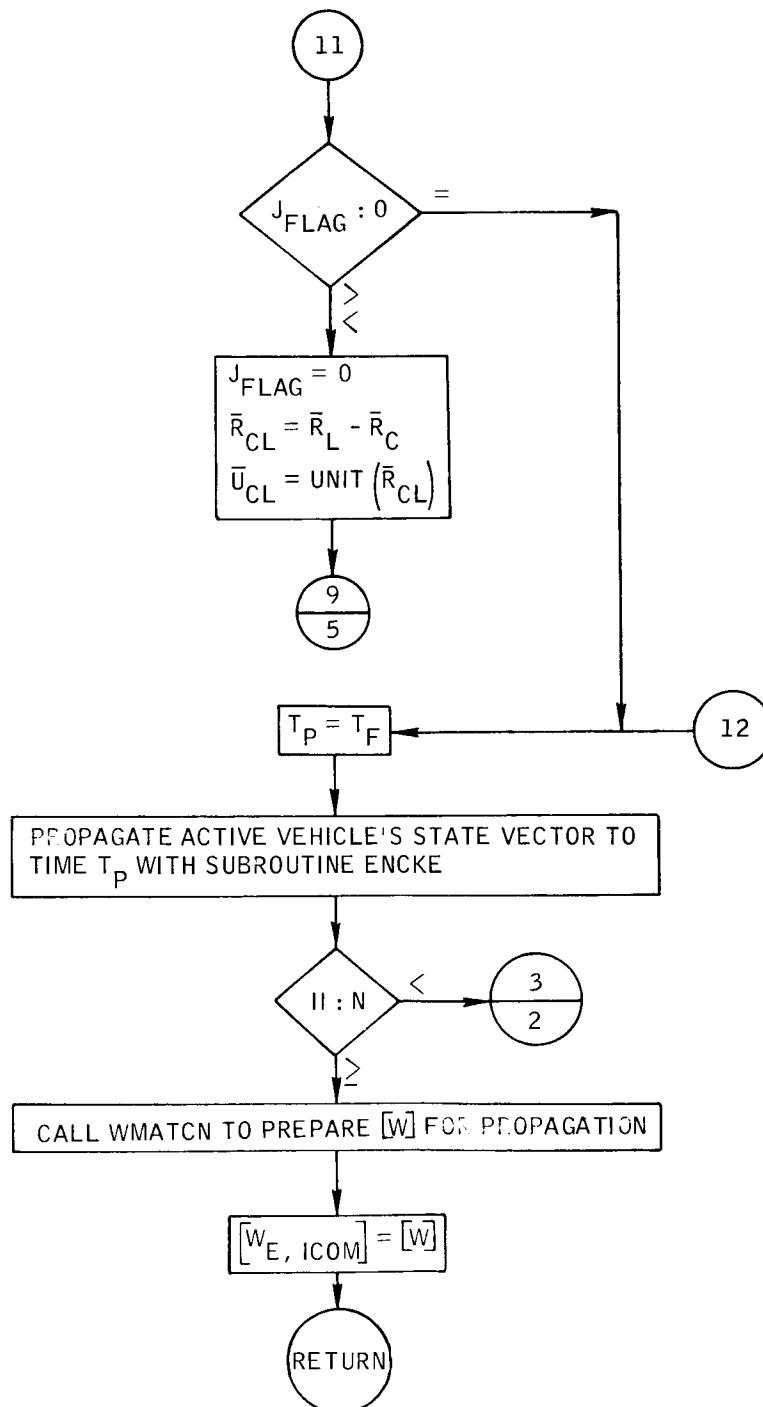 11
J_FLAG : 0
=
>
<
J_FLAG = 0
R̄_CL = R̄_L - R̄_C
Ū_CL = UNIT (R̄_CL)
9
5
T_P = T_F
12
PROPAGATE ACTIVE VEHICLE'S STATE VECTOR TO
TIME T_P WITH SUBROUTINE ENCKE
II : N
<
3
2
≥
CALL WMATCN TO PREPARE [W] FOR PROPAGATION
[W_E, ICOM] = [W]
RETURN